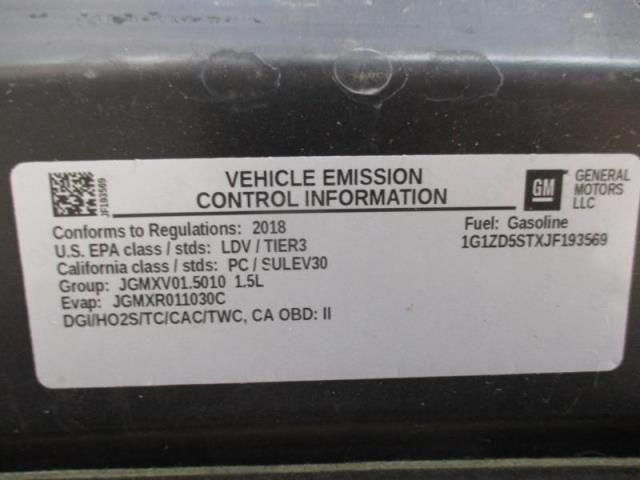 JF193569
VEHICLE EMISSION
CONTROL INFORMATION
GM
GENERAL
MOTORS
LLC
Conforms to Regulations: 2018
U.S. EPA class / stds: LDV / TIER3
California class / stds: PC / SULEV30
Group: JGMXV01.5010 1.5L
Evap: JGMXR011030C
DGI/HO2S/TC/CAC/TWC, CA OBD: II
Fuel: Gasoline
1G1ZD5STXJF193569